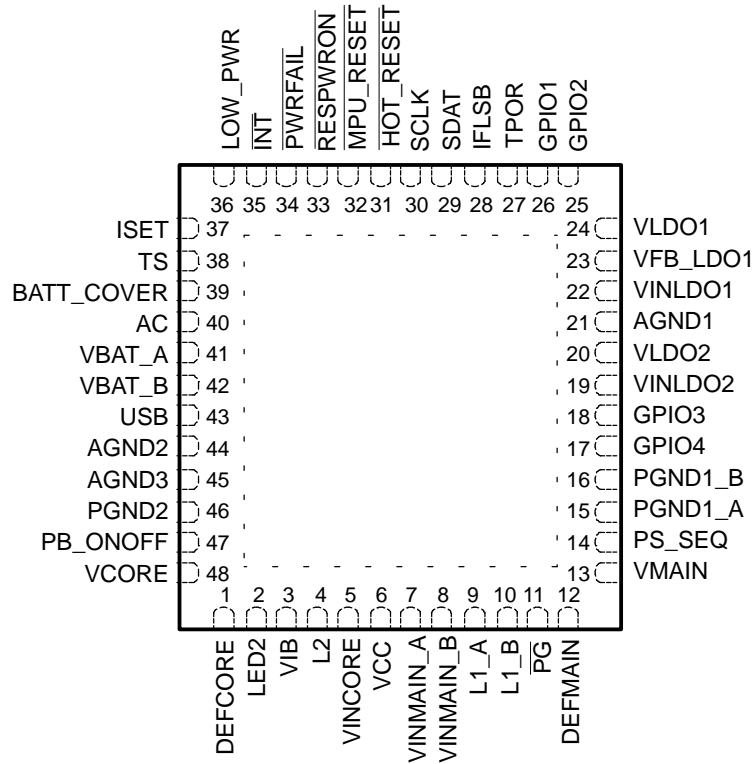 LOW_PWR
INT
PWRFAIL
RESPWRON
MPU_RESET
HOT_RESET
SCLK
SDAT
IFLSB
TPOR
GPIO1
GPIO2
36 35 34 33 32 31 30 29 28 27 26 25
ISET 37
TS 38
BATT_COVER 39
AC 40
VBAT_A 41
VBAT_B 42
USB 43
AGND2 44
AGND3 45
PGND2 46
PB_ONOFF 47
VCORE 48
24 VLDO1
23 VFB_LDO1
22 VINLDO1
21 AGND1
20 VLDO2
19 VINLDO2
18 GPIO3
17 GPIO4
16 PGND1_B
15 PGND1_A
14 PS_SEQ
13 VMAIN
1 2 3 4 5 6 7 8 9 10 11 12
DEFCORE
LED2
VIB
L2
VINCORE
VCC
VINMAIN_A
VINMAIN_B
L1_A
L1_B
PG
DEFMAIN